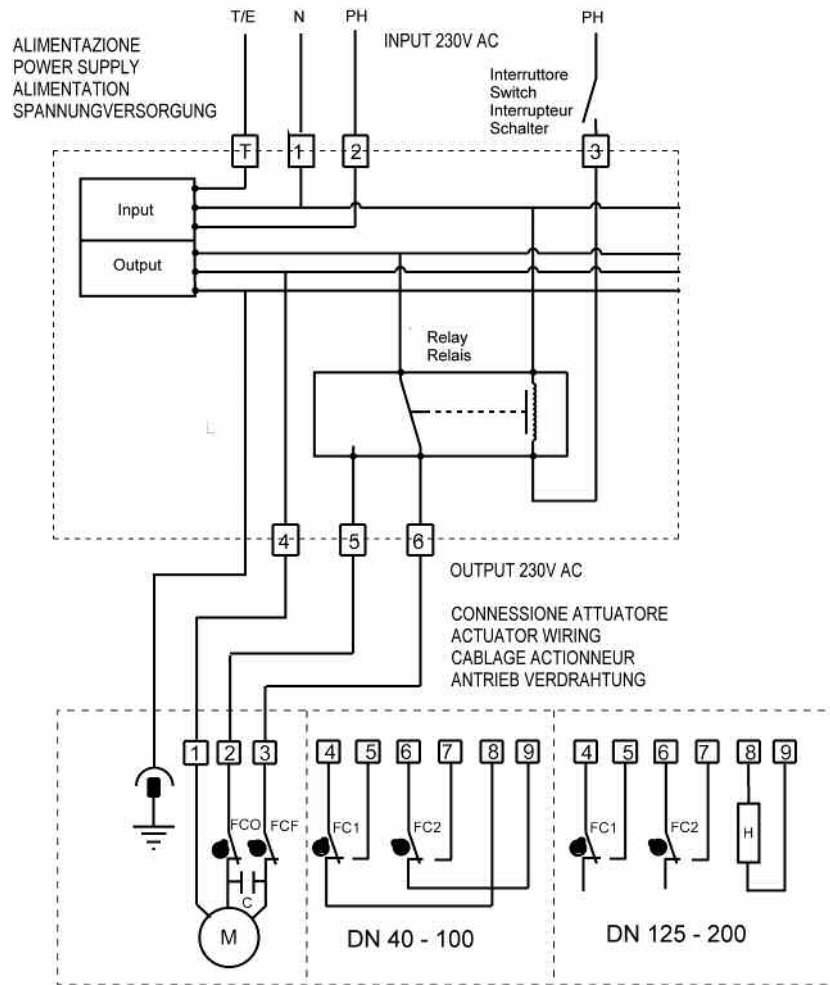 T/E N PH INPUT 230V AC PH
ALIMENTAZIONE
POWER SUPPLY
ALIMENTATION
SPANNUNGVERSORGUNG
Interruttore
Switch
Interrupteur
Schalter
T 1 2 3
Input
Output
Relay
Relais
4 5 6
OUTPUT 230V AC
CONNESSIONE ATTUATORE
ACTUATOR WIRING
CABLAGE ACTIONNEUR
ANTRIEB VERDRAHTUNG
1 2 3 4 5 6 7 8 9 4 5 6 7 8 9
FCO FCF FC1 FC2 FC1 FC2 H
C
M
DN 40 - 100
DN 125 - 200